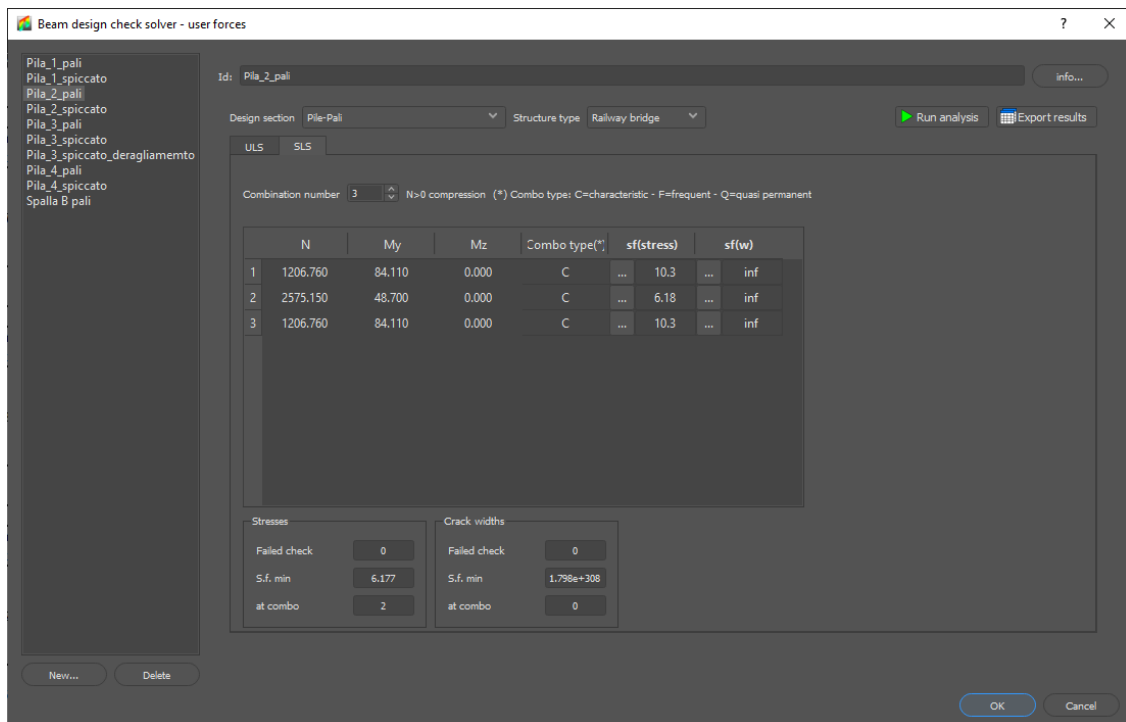 Beam design check solver - user forces
?
Pila_1_pali
Pila_1_spiccato
Pila_2_pali
Pila_2_spiccato
Pila_3_pali
Pila_3_spiccato
Pila_3_spiccato_deragliamemto
Pila_4_pali
Pila_4_spiccato
Spalla B pali
New... Delete
Id: Pila_2_pali info...
Design section Pile-Pali Structure type Railway bridge Run analysis Export results
ULS SLS
Combination number 3 N>0 compression (*) Combo type: C=characteristic - F=frequent - Q=quasi permanent
N My Mz Combo type(*) sf(stress) sf(w)
1 1206.760 84.110 0.000 C ... 10.3 ... inf
2 2575.150 48.700 0.000 C ... 6.18 ... inf
3 1206.760 84.110 0.000 C ... 10.3 ... inf
Stresses
Failed check 0
S.f. min 6.177
at combo 2
Crack widths
Failed check 0
S.f. min 1.798e+308
at combo 0
OK Cancel